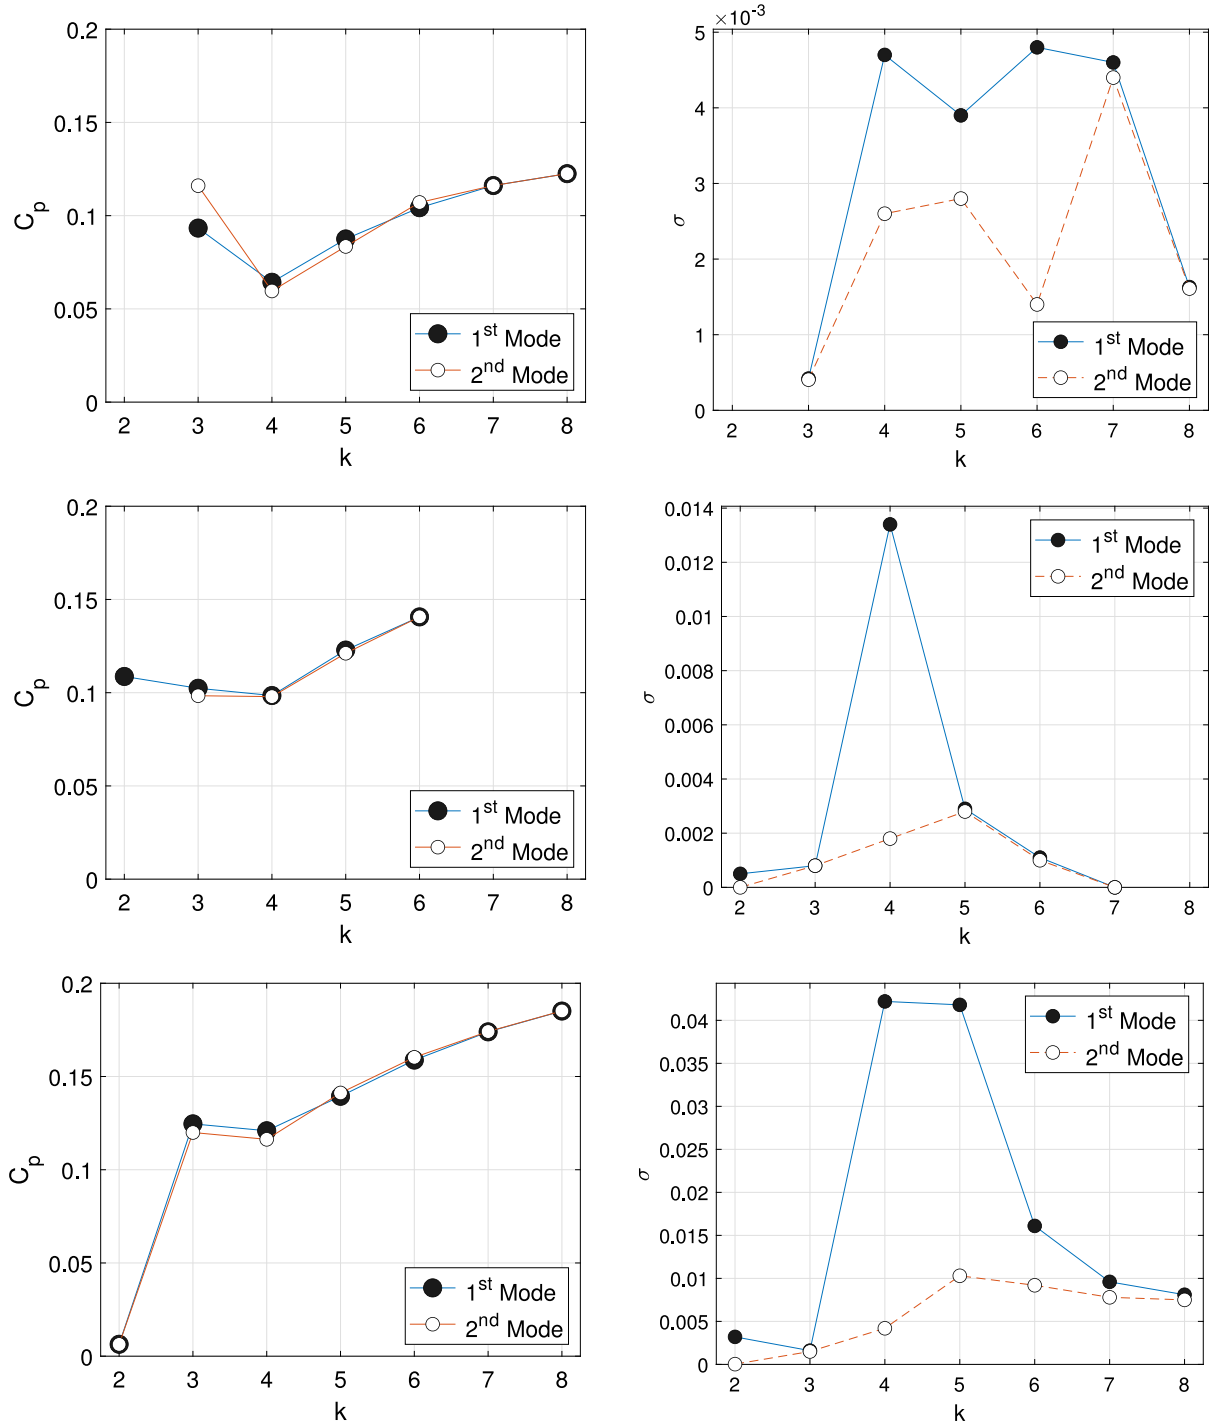 0.2
0.15
0.1
0.05
0
C_p
2 3 4 5 6 7 8
k
1st Mode
2nd Mode
×10^-3
5
4
3
2
1
0
σ
2 3 4 5 6 7 8
k
1st Mode
2nd Mode
0.2
0.15
0.1
0.05
0
C_p
2 3 4 5 6 7 8
k
1st Mode
2nd Mode
0.014
0.012
0.01
0.008
0.006
0.004
0.002
0
σ
2 3 4 5 6 7 8
k
1st Mode
2nd Mode
0.2
0.15
0.1
0.05
0
C_p
2 3 4 5 6 7 8
k
1st Mode
2nd Mode
0.04
0.035
0.03
0.025
0.02
0.015
0.01
0.005
0
σ
2 3 4 5 6 7 8
k
1st Mode
2nd Mode